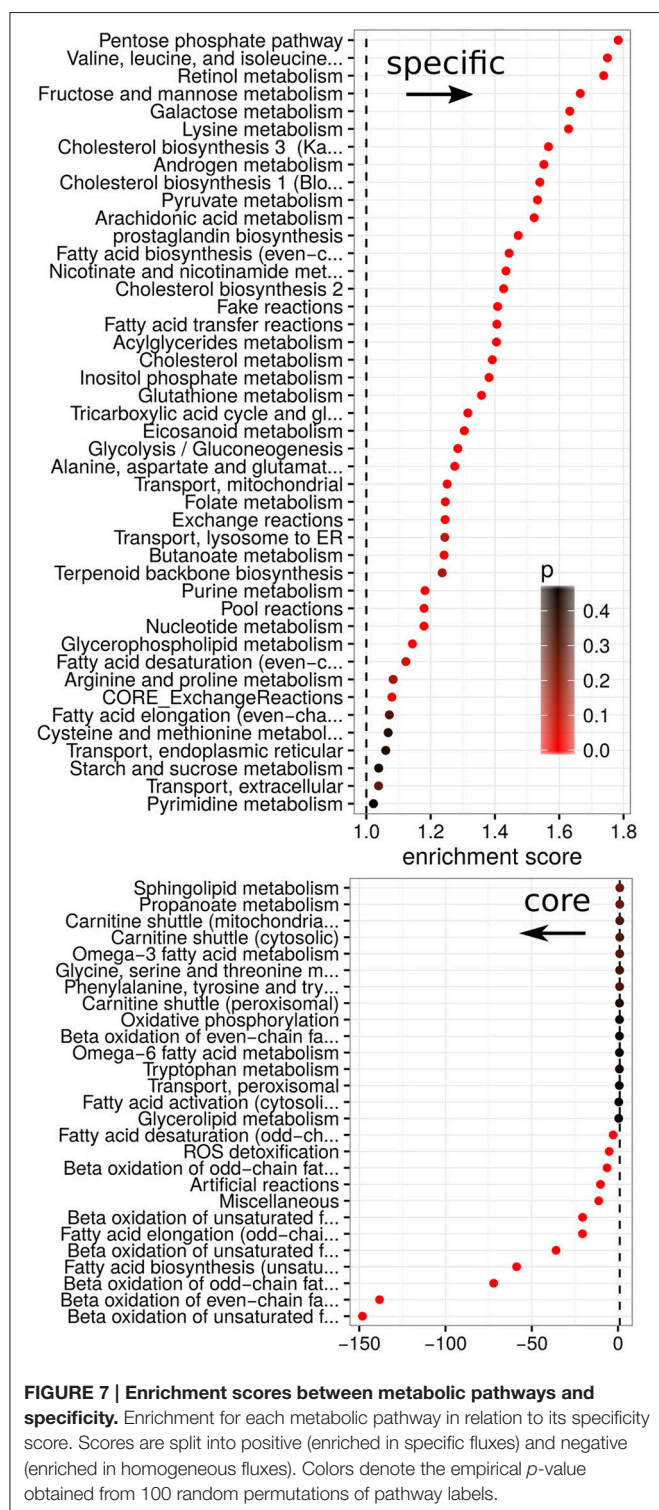 Pentose phosphate pathway
Valine, leucine, and isoleucine...
Retinol metabolism
Fructose and mannose metabolism
Galactose metabolism
Lysine metabolism
Cholesterol biosynthesis 3 (Ka...
Androgen metabolism
Cholesterol biosynthesis 1 (Blo...
Pyruvate metabolism
Arachidonic acid metabolism
prostaglandin biosynthesis
Fatty acid biosynthesis (even-c...
Nicotinate and nicotinamide met...
Cholesterol biosynthesis 2
Fake reactions
Fatty acid transfer reactions
Acylglycerides metabolism
Cholesterol metabolism
Inositol phosphate metabolism
Glutathione metabolism
Tricarboxylic acid cycle and gl...
Eicosanoid metabolism
Glycolysis / Gluconeogenesis
Alanine, aspartate and glutamat...
Transport, mitochondrial
Folate metabolism
Exchange reactions
Transport, lysosome to ER
Butanoate metabolism
Terpenoid backbone biosynthesis
Purine metabolism
Pool reactions
Nucleotide metabolism
Glycerophospholipid metabolism
Fatty acid desaturation (even-c...
Arginine and proline metabolism
CORE_ExchangeReactions
Fatty acid elongation (even-cha...
Cysteine and methionine metabol...
Transport, endoplasmic reticular
Starch and sucrose metabolism
Transport, extracellular
Pyrimidine metabolism
specific
p
0.4
0.3
0.2
0.1
0.0
1.0 1.2 1.4 1.6 1.8
enrichment score
Sphingolipid metabolism
Propanoate metabolism
Carnitine shuttle (mitochondria...
Carnitine shuttle (cytosolic)
Omega-3 fatty acid metabolism
Glycine, serine and threonine m...
Phenylalanine, tyrosine and try...
Carnitine shuttle (peroxisomal)
Oxidative phosphorylation
Beta oxidation of even-chain fa...
Omega-6 fatty acid metabolism
Tryptophan metabolism
Transport, peroxisomal
Fatty acid activation (cytosoli...
Glycerolipid metabolism
Fatty acid desaturation (odd-ch...
ROS detoxification
Beta oxidation of odd-chain fat...
Artificial reactions
Miscellaneous
Beta oxidation of unsaturated f...
Fatty acid elongation (odd-chai...
Beta oxidation of unsaturated f...
Fatty acid biosynthesis (unsatu...
Beta oxidation of odd-chain fat...
Beta oxidation of even-chain fa...
Beta oxidation of unsaturated f...
core
-150 -100 -50 0
FIGURE 7 | Enrichment scores between metabolic pathways and
specificity. Enrichment for each metabolic pathway in relation to its specificity
score. Scores are split into positive (enriched in specific fluxes) and negative
(enriched in homogeneous fluxes). Colors denote the empirical p-value
obtained from 100 random permutations of pathway labels.